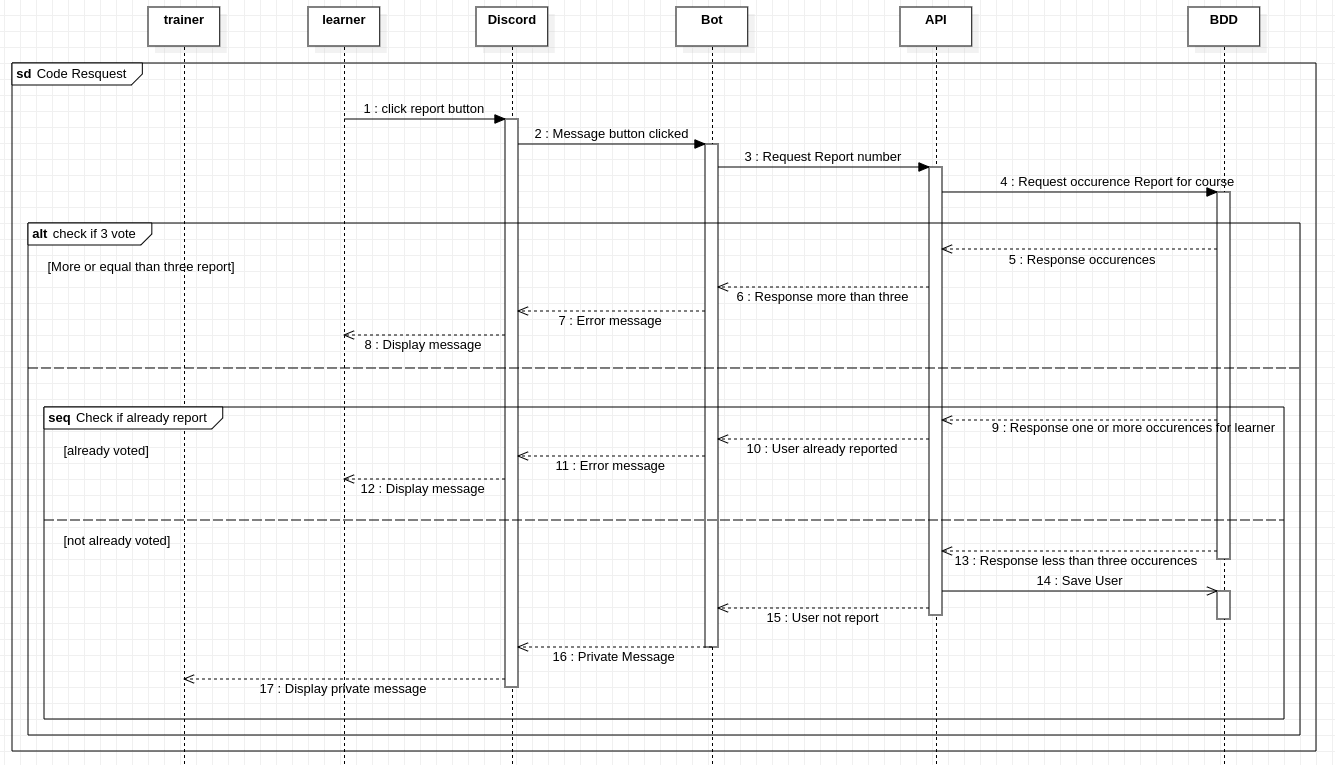 trainer
learner
Discord
Bot
API
BDD
sd Code Resquest
1 : click report button
2 : Message button clicked
3 : Request Report number
4 : Request occurence Report for course
alt check if 3 vote
[More or equal than three report]
5 : Response occurences
6 : Response more than three
7 : Error message
8 : Display message
seq Check if already report
[already voted]
9 : Response one or more occurences for learner
10 : User already reported
11 : Error message
12 : Display message
[not already voted]
13 : Response less than three occurences
14 : Save User
15 : User not report
16 : Private Message
17 : Display private message